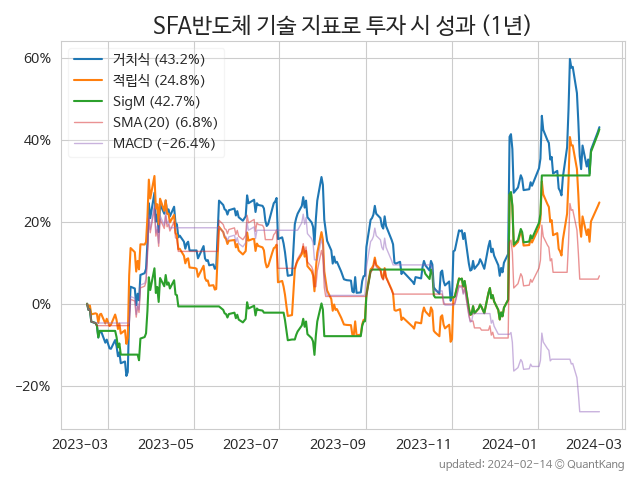 SFA반도체 기술 지표로 투자 시 성과 (1년)
60%
40%
20%
0%
−20%
거치식 (43.2%)
적립식 (24.8%)
SigM (42.7%)
SMA(20) (6.8%)
MACD (−26.4%)
2023-03 2023-05 2023-07 2023-09 2023-11 2024-01 2024-03
updated: 2024-02-14 © QuantKang